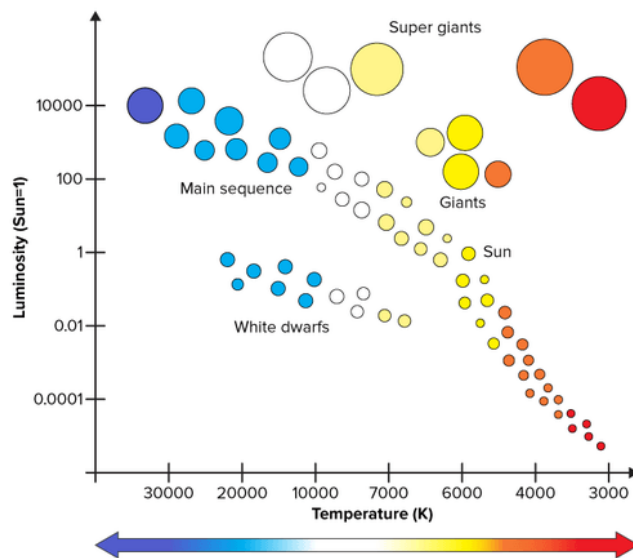 Super giants
10000
Main sequence
100
Giants
Luminosity (Sun=1)
1
Sun
White dwarfs
0.01
0.0001
30000 20000 10000 7000 6000 4000 3000
Temperature (K)